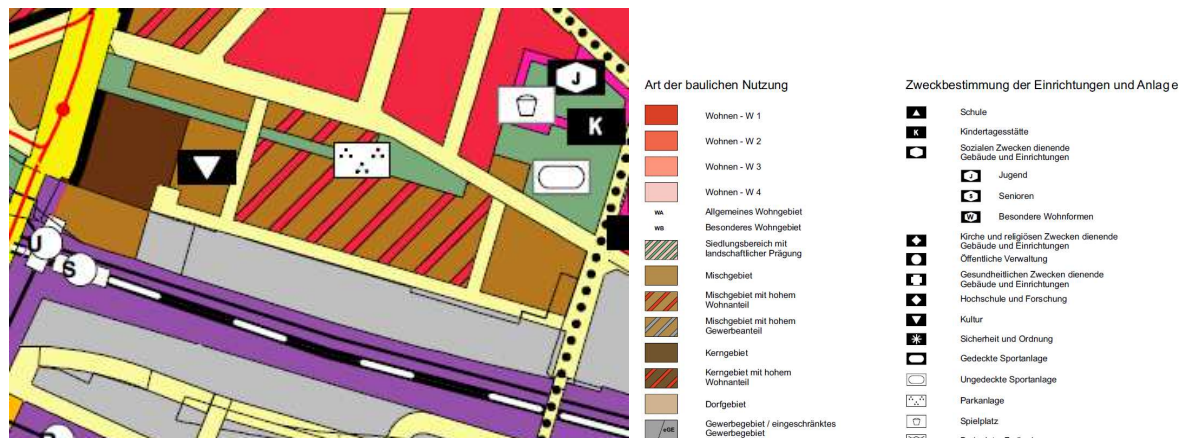 J
K
U
S
Art der baulichen Nutzung
Wohnen - W 1
Wohnen - W 2
Wohnen - W 3
Wohnen - W 4
WA Allgemeines Wohngebiet
WB Besonderes Wohngebiet
Siedlungsbereich mit
landschaftlicher Prägung
Mischgebiet
Mischgebiet mit hohem
Wohnanteil
Mischgebiet mit hohem
Gewerbeanteil
Kerngebiet
Kerngebiet mit hohem
Wohnanteil
Dorfgebiet
eGE Gewerbegebiet / eingeschränktes
Gewerbegebiet
Zweckbestimmung der Einrichtungen und Anlage
Schule
K Kindertagesstätte
Sozialen Zwecken dienende
Gebäude und Einrichtungen
J Jugend
S Senioren
W Besondere Wohnformen
Kirche und religiösen Zwecken dienende
Gebäude und Einrichtungen
Öffentliche Verwaltung
Gesundheitlichen Zwecken dienende
Gebäude und Einrichtungen
Hochschule und Forschung
Kultur
Sicherheit und Ordnung
Gedeckte Sportanlage
Ungedeckte Sportanlage
Parkanlage
Spielplatz